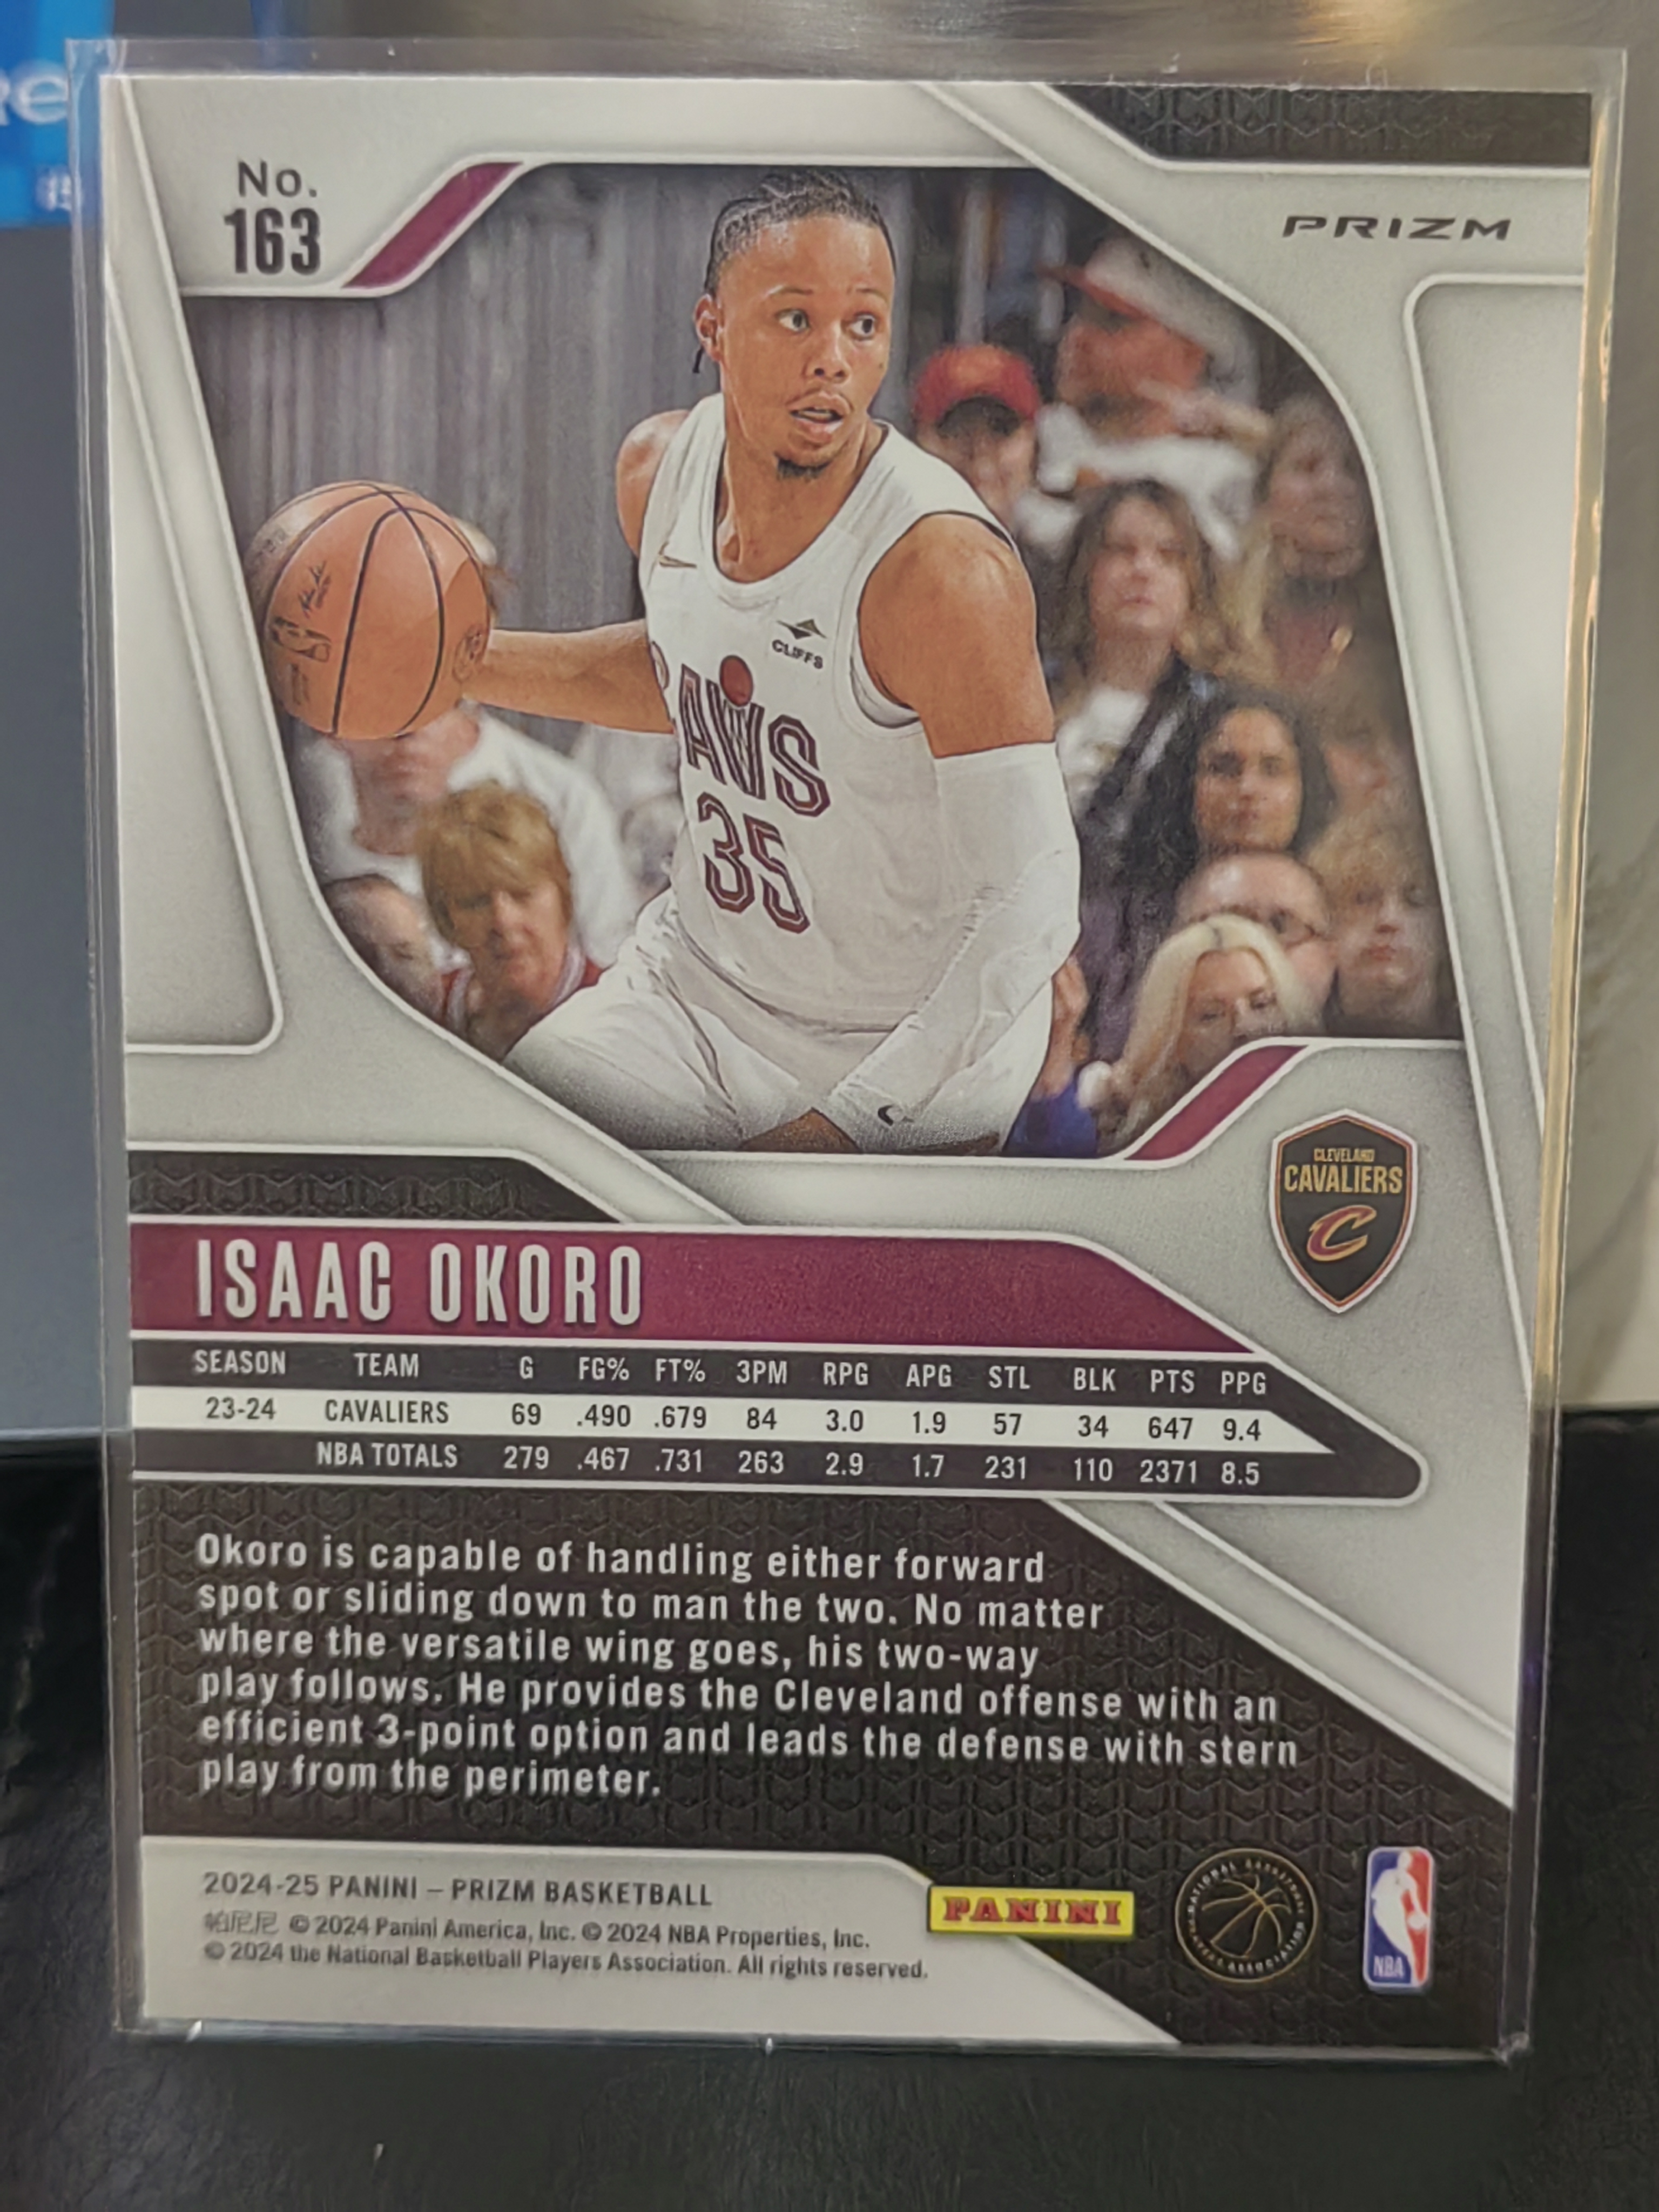 No.
163
PRIZM
CLIFFS
CAVS
35
CLEVELAND
CAVALIERS
C
ISAAC OKORO
SEASON TEAM G FG% FT% 3PM RPG APG STL BLK PTS PPG
23-24 CAVALIERS 69 .490 .679 84 3.0 1.9 57 34 647 9.4
NBA TOTALS 279 .467 .731 263 2.9 1.7 231 110 2371 8.5
Okoro is capable of handling either forward
spot or sliding down to man the two. No matter
where the versatile wing goes, his two-way
play follows. He provides the Cleveland offense with an
efficient 3-point option and leads the defense with stern
play from the perimeter.
2024-25 PANINI – PRIZM BASKETBALL
帕尼尼 © 2024 Panini America, Inc. © 2024 NBA Properties, Inc.
© 2024 the National Basketball Players Association. All rights reserved.
PANINI
NATIONAL BASKETBALL PLAYERS ASSOCIATION
NBA